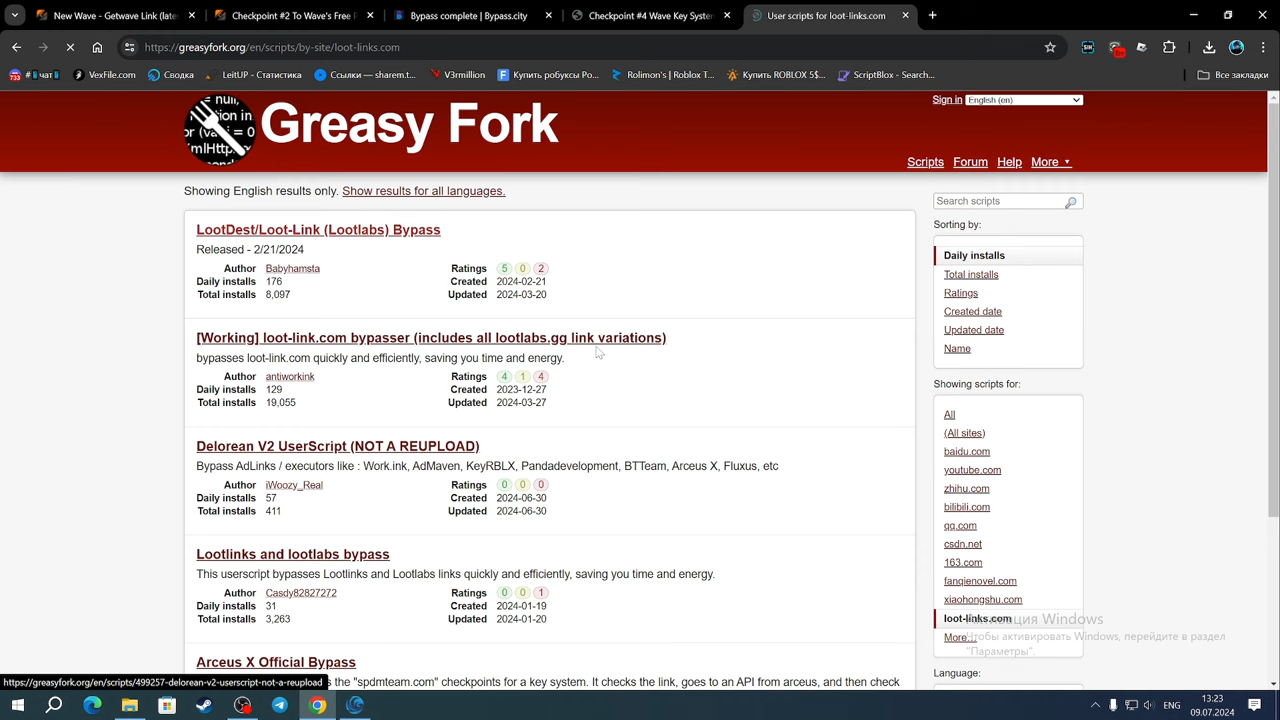 New Wave - Getwave Link (late
Checkpoint #2 To Wave's Free
Bypass complete | Bypass.city
Checkpoint #4 Wave Key Syste
User scripts for loot-links.com
https://greasyfork.org/en/scripts/by-site/loot-links.com
VexFile.com
Сводка
LeitUP - Статистика
V3million
Купить робуксы Ро...
Rolimon's | Roblox T...
Купить ROBLOX 5$...
ScriptBlox - Search...
Все закладки
Greasy Fork
Sign in English (en)
Scripts Forum Help More
Showing English results only. Show results for all languages.
LootDest/Loot-Link (Lootlabs) Bypass
Released - 2/21/2024
Author Babyhamsta
Daily installs 176
Total installs 8,097
Ratings 5 0 2
Created 2024-02-21
Updated 2024-03-20
[Working] loot-link.com bypasser (includes all lootlabs.gg link variations)
bypasses loot-link.com quickly and efficiently, saving you time and energy.
Author antiworkink
Daily installs 129
Total installs 19,055
Ratings 4 1 4
Created 2023-12-27
Updated 2024-03-27
Delorean V2 UserScript (NOT A REUPLOAD)
Bypass AdLinks / executors like : Work.ink, AdMaven, KeyRBLX, Pandadevelopment, BTTeam, Arceus X, Fluxus, etc
Author iWoozy_Real
Daily installs 57
Total installs 411
Ratings 0 0 0
Created 2024-06-30
Updated 2024-06-30
Lootlinks and lootlabs bypass
This userscript bypasses Lootlinks and Lootlabs links quickly and efficiently, saving you time and energy.
Author Casdy82827272
Daily installs 31
Total installs 3,263
Ratings 0 0 1
Created 2024-01-19
Updated 2024-01-20
Arceus X Official Bypass
the "spdmteam.com" checkpoints for a key system. It checks the link, goes to an API from arceus, and then check
Search scripts
Sorting by:
Daily installs
Total installs
Ratings
Created date
Updated date
Name
Showing scripts for:
All
(All sites)
baidu.com
youtube.com
zhihu.com
bilibili.com
qq.com
csdn.net
163.com
fanqienovel.com
xiaohongshu.com
loot-links.com
More...
Language:
Активация Windows
Чтобы активировать Windows, перейдите в раздел
"Параметры".
https://greasyfork.org/en/scripts/499257-delorean-v2-userscript-not-a-reupload
13:23
09.07.2024